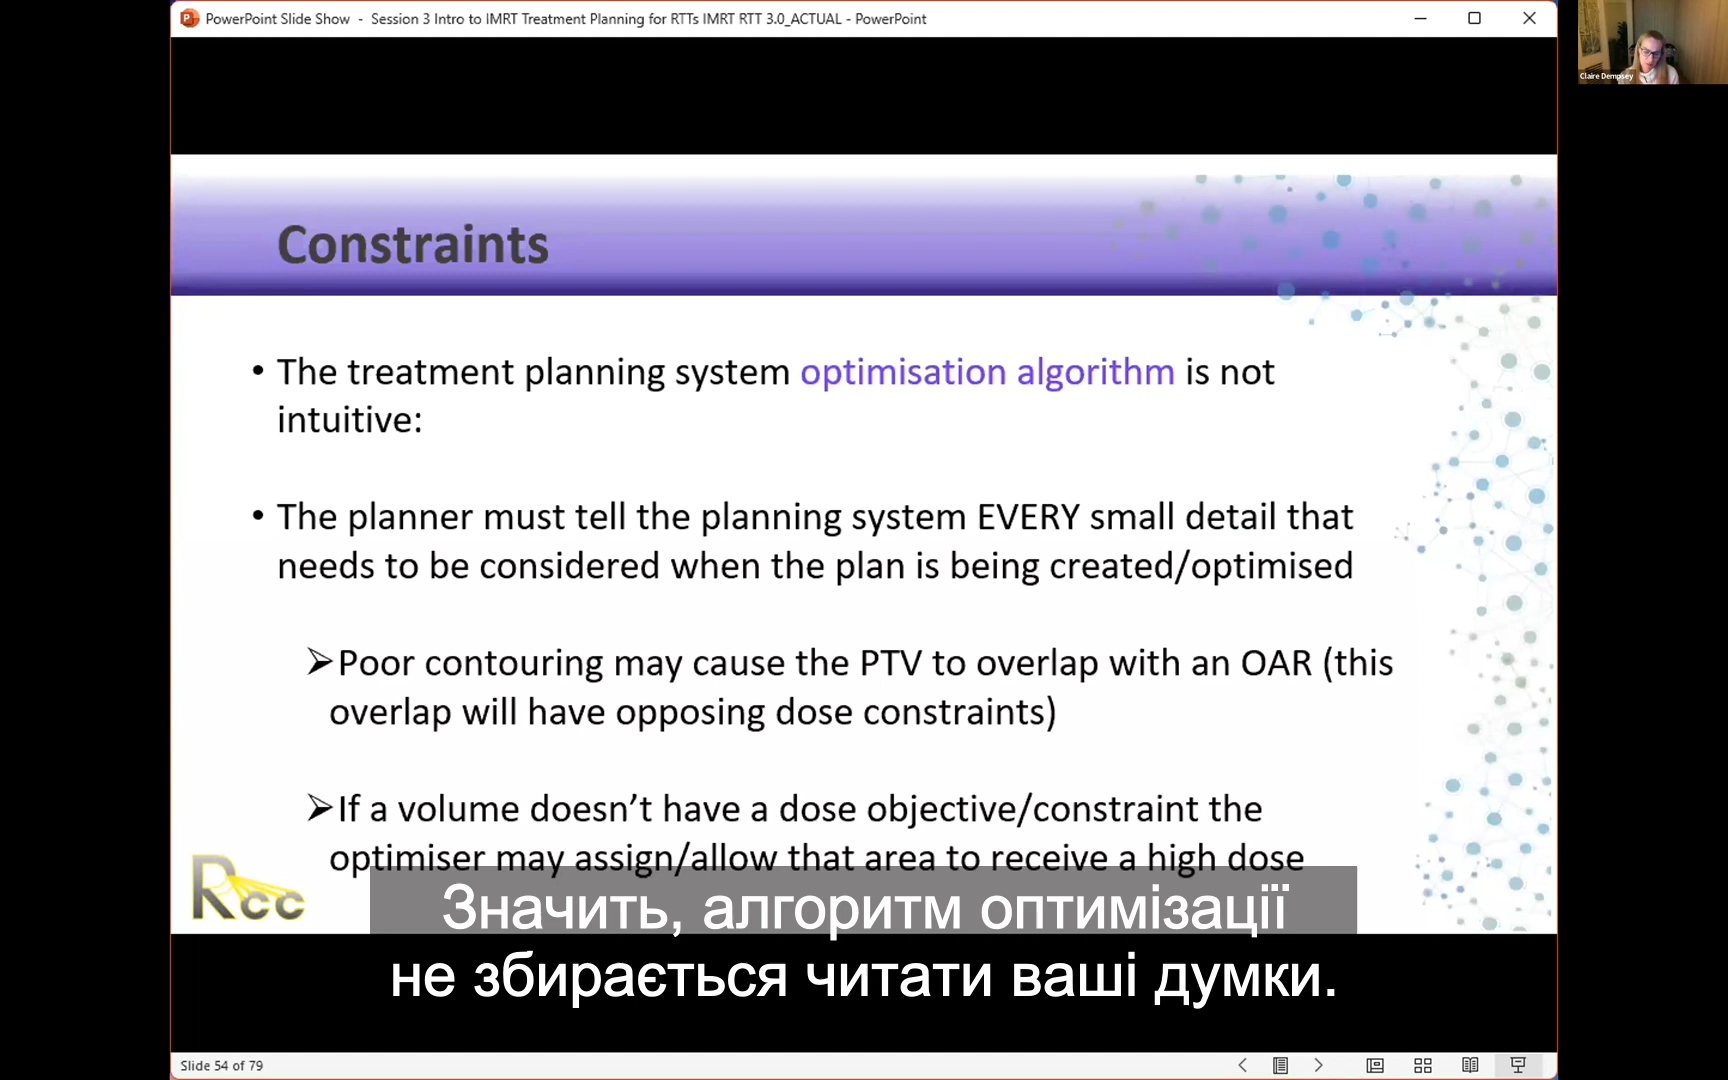 PowerPoint Slide Show - Session 3 Intro to IMRT Treatment Planning for RTTs IMRT RTT 3.0_ACTUAL - PowerPoint
Claire Dempsey
Constraints
• The treatment planning system optimisation algorithm is not
intuitive:
• The planner must tell the planning system EVERY small detail that
needs to be considered when the plan is being created/optimised
➢Poor contouring may cause the PTV to overlap with an OAR (this
overlap will have opposing dose constraints)
➢If a volume doesn’t have a dose objective/constraint the
optimiser may assign/allow that area to receive a high dose
Rcc
Значить, алгоритм оптимізації
не збирається читати ваші думки.
Slide 54 of 79